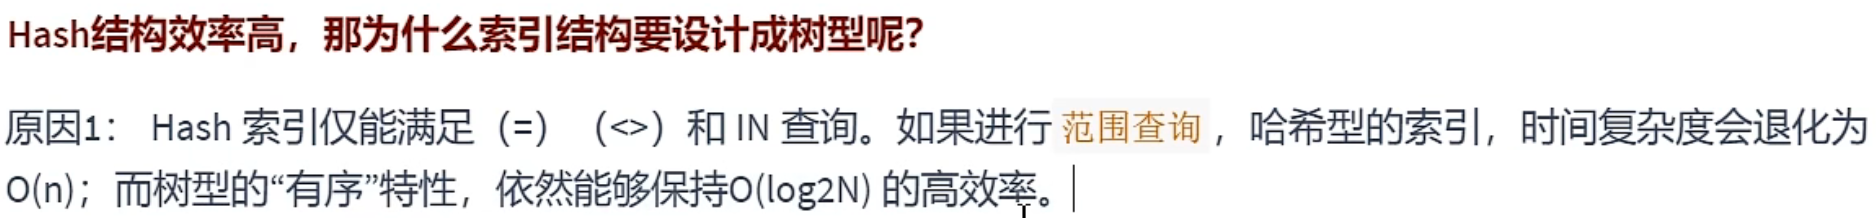 Hash结构效率高，那为什么索引结构要设计成树型呢？
原因1： Hash 索引仅能满足（=）（<>）和 IN 查询。如果进行 范围查询 ，哈希型的索引，时间复杂度会退化为
O(n)；而树型的“有序”特性，依然能够保持O(log2N) 的高效率。